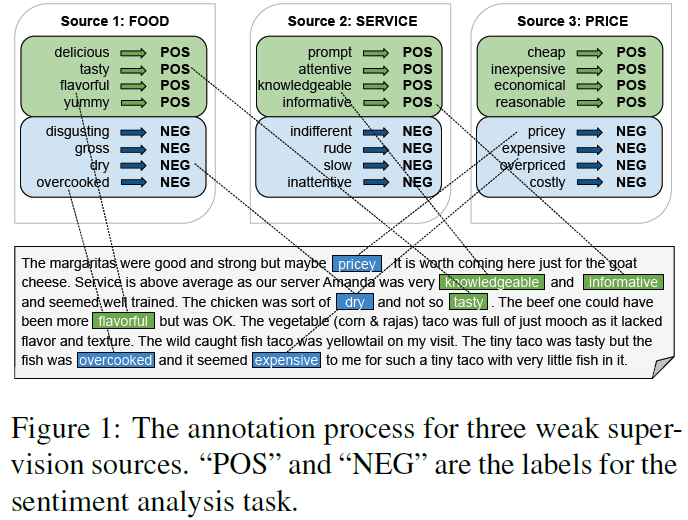 Source 1: FOOD
delicious POS
tasty POS
flavorful POS
yummy POS
disgusting NEG
gross NEG
dry NEG
overcooked NEG
Source 2: SERVICE
prompt POS
attentive POS
knowledgeable POS
informative POS
indifferent NEG
rude NEG
slow NEG
inattentive NEG
Source 3: PRICE
cheap POS
inexpensive POS
economical POS
reasonable POS
pricey NEG
expensive NEG
overpriced NEG
costly NEG
The margaritas were good and strong but maybe pricey . It is worth coming here just for the goat
cheese. Service is above average as our server Amanda was very knowledgeable and informative
and seemed well trained. The chicken was sort of dry and not so tasty . The beef one could have
been more flavorful but was OK. The vegetable (corn & rajas) taco was full of just mooch as it lacked
flavor and texture. The wild caught fish taco was yellowtail on my visit. The tiny taco was tasty but the
fish was overcooked and it seemed expensive to me for such a tiny taco with very little fish in it.
Figure 1: The annotation process for three weak super-
vision sources. “POS” and “NEG” are the labels for the
sentiment analysis task.